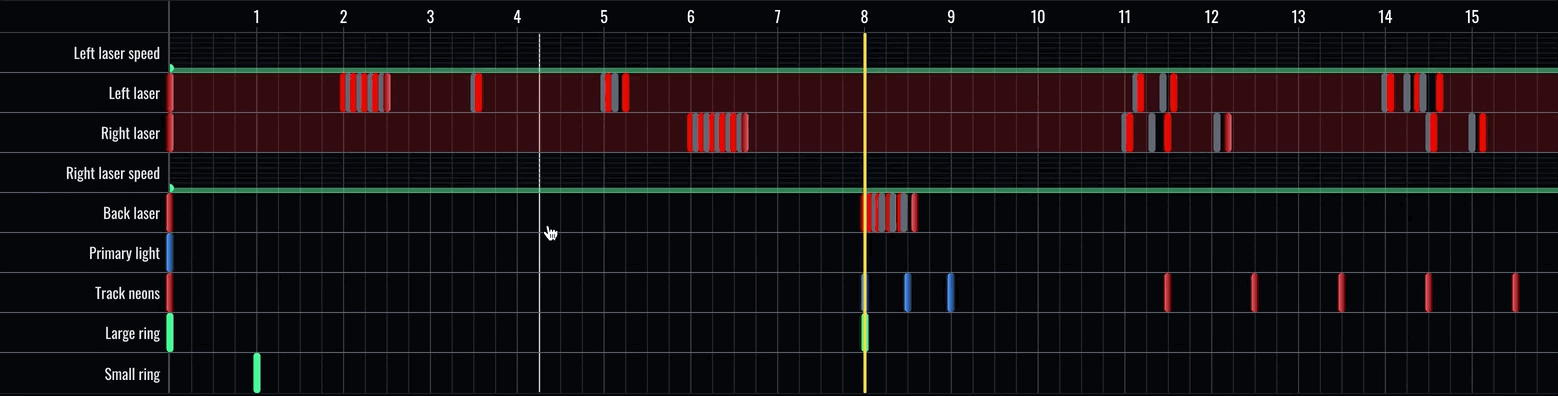 1 2 3 4 5 6 7 8 9 10 11 12 13 14 15
Left laser speed
Left laser
Right laser
Right laser speed
Back laser
Primary light
Track neons
Large ring
Small ring